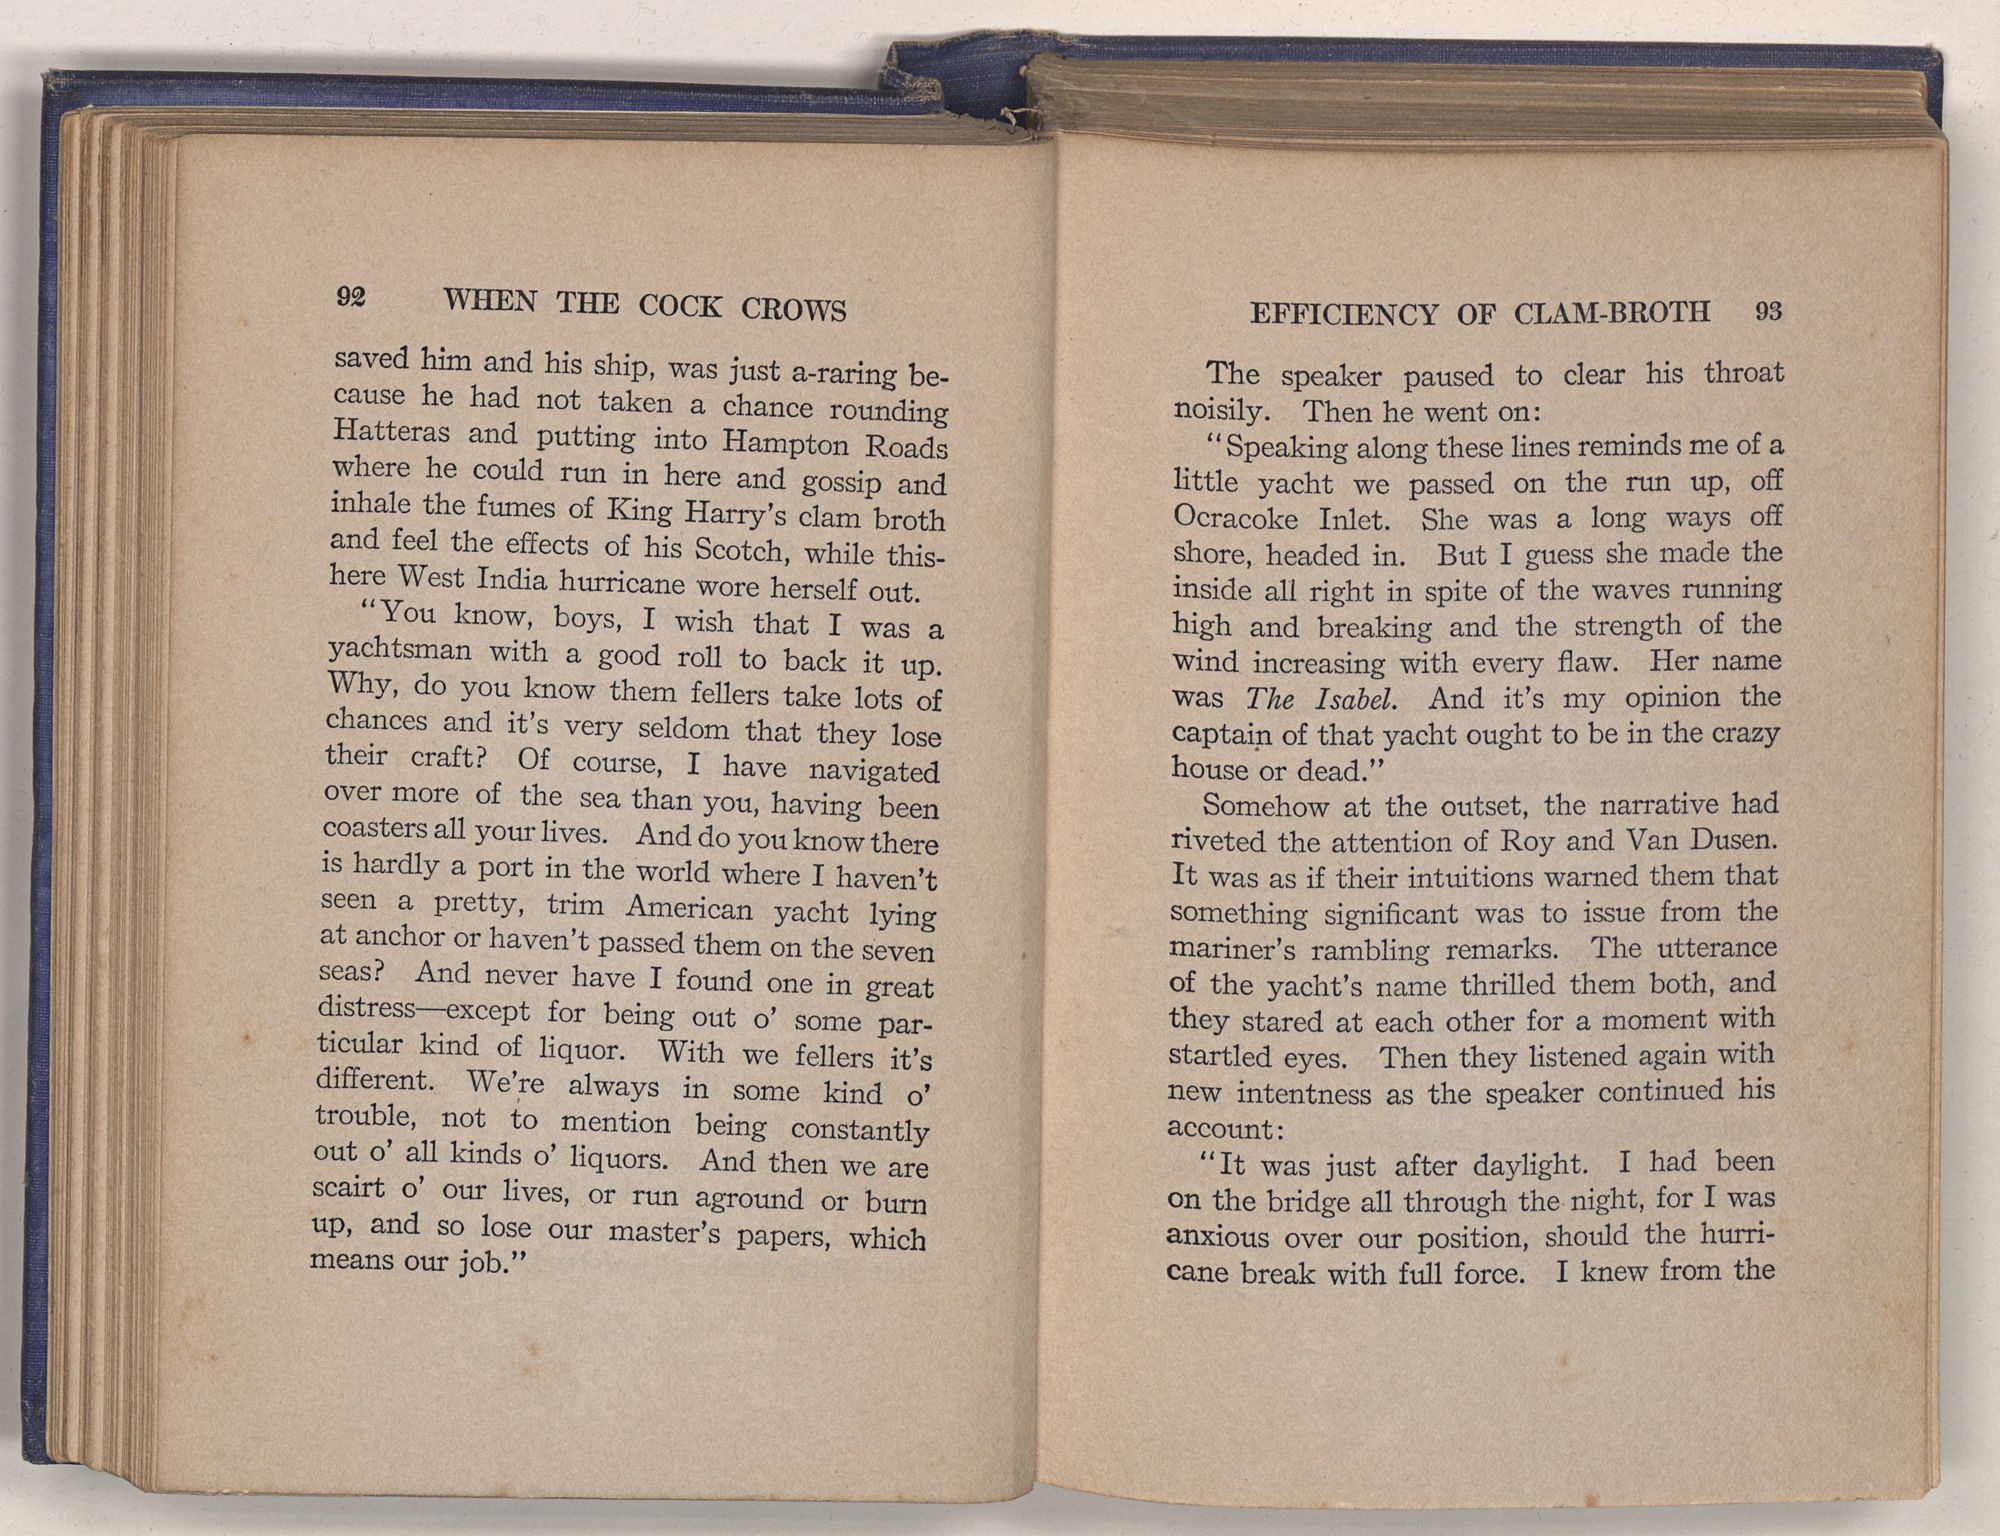 92 WHEN THE COCK CROWS
saved him and his ship, was just a-raring be-
cause he had not taken a chance rounding
Hatteras and putting into Hampton Roads
where he could run in here and gossip and
inhale the fumes of King Harry's clam broth
and feel the effects of his Scotch, while this-
here West India hurricane wore herself out.
“You know, boys, I wish that I was a
yachtsman with a good roll to back it up.
Why, do you know them fellers take lots of
chances and it's very seldom that they lose
their craft? Of course, I have navigated
over more of the sea than you, having been
coasters all your lives. And do you know there
is hardly a port in the world where I haven't
seen a pretty, trim American yacht lying
at anchor or haven't passed them on the seven
seas? And never have I found one in great
distress—except for being out o' some par-
ticular kind of liquor. With we fellers it's
different. We're always in some kind o'
trouble, not to mention being constantly
out o' all kinds o' liquors. And then we are
scairt o' our lives, or run aground or burn
up, and so lose our master's papers, which
means our job.”
EFFICIENCY OF CLAM-BROTH 93
The speaker paused to clear his throat
noisily. Then he went on:
“Speaking along these lines reminds me of a
little yacht we passed on the run up, off
Ocracoke Inlet. She was a long ways off
shore, headed in. But I guess she made the
inside all right in spite of the waves running
high and breaking and the strength of the
wind increasing with every flaw. Her name
was The Isabel. And it's my opinion the
captain of that yacht ought to be in the crazy
house or dead.”
Somehow at the outset, the narrative had
riveted the attention of Roy and Van Dusen.
It was as if their intuitions warned them that
something significant was to issue from the
mariner's rambling remarks. The utterance
of the yacht's name thrilled them both, and
they stared at each other for a moment with
startled eyes. Then they listened again with
new intentness as the speaker continued his
account:
“It was just after daylight. I had been
on the bridge all through the night, for I was
anxious over our position, should the hurri-
cane break with full force. I knew from the